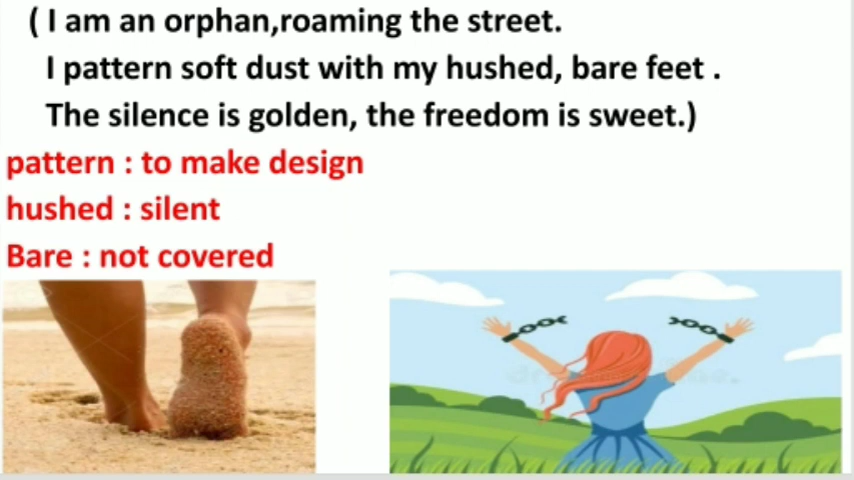 ( I am an orphan,roaming the street.
I pattern soft dust with my hushed, bare feet .
The silence is golden, the freedom is sweet.)
pattern : to make design
hushed : silent
Bare : not covered